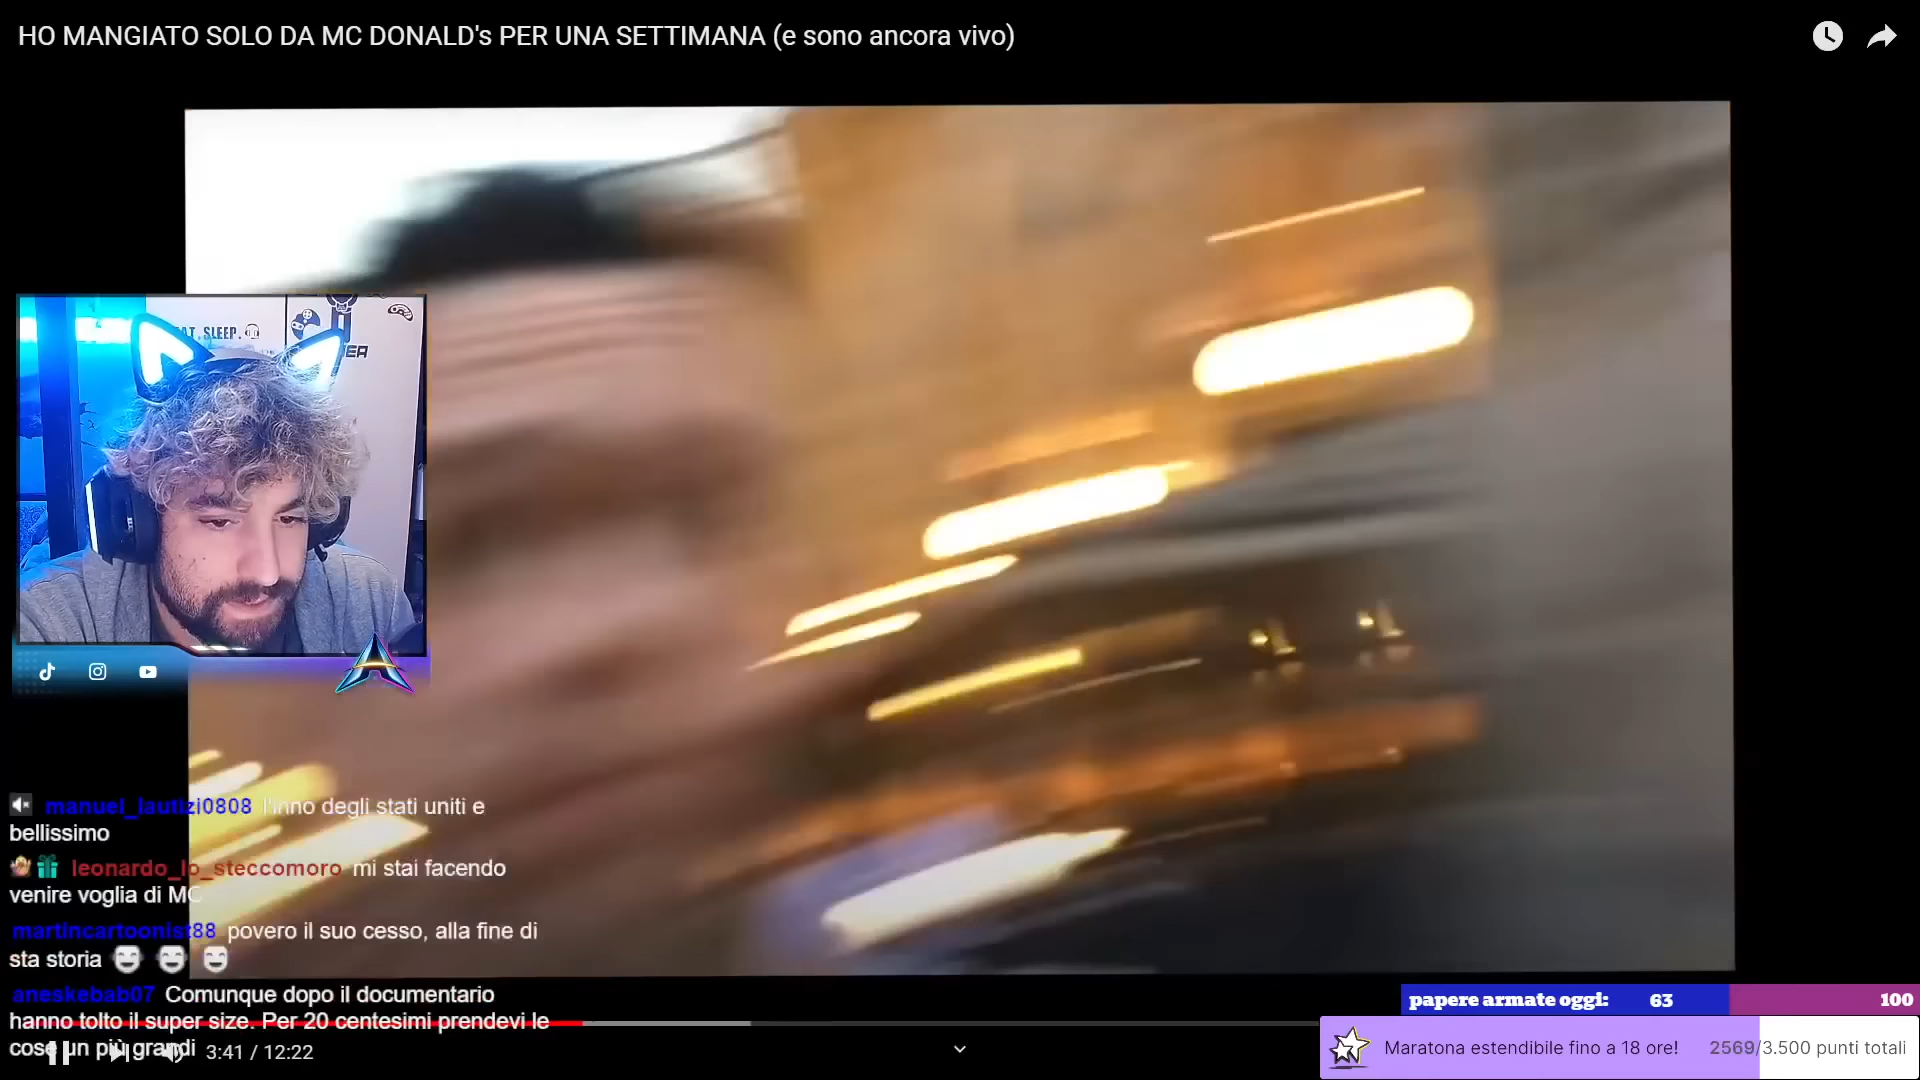 HO MANGIATO SOLO DA MC DONALD's PER UNA SETTIMANA (e sono ancora vivo)
AT, SLEEP.
manuel_lautizi0808 l'inno degli stati uniti e
bellissimo
leonardo_lo_steccomoro mi stai facendo
venire voglia di MC
martincartoonist88 povero il suo cesso, alla fine di
sta storia
aneskebab07 Comunque dopo il documentario
hanno tolto il super size. Per 20 centesimi prendevi le
cose un più grandi
3:41 / 12:22
papere armate oggi: 63 100
Maratona estendibile fino a 18 ore! 2569/3.500 punti totali